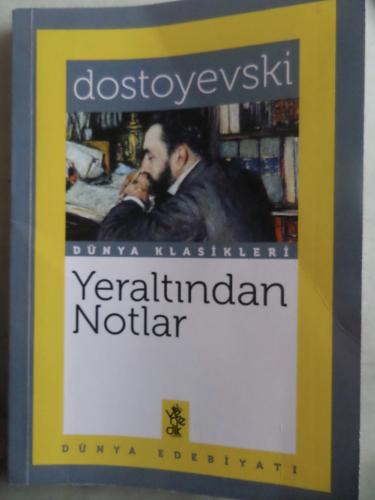 dostoyevski
DÜNYA KLASİKLERİ
Yeraltından
Notlar
DÜNYA EDEBİYATI